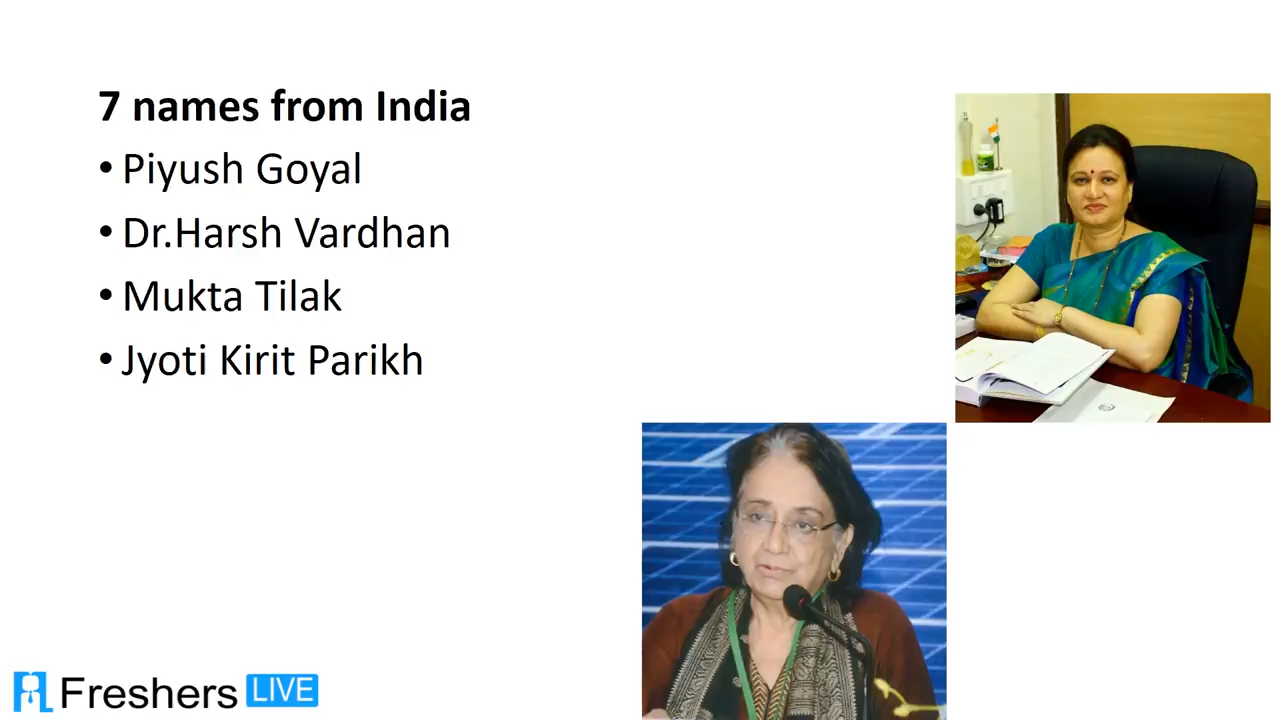 7 names from India
• Piyush Goyal
• Dr.Harsh Vardhan
• Mukta Tilak
• Jyoti Kirit Parikh
Freshers LIVE